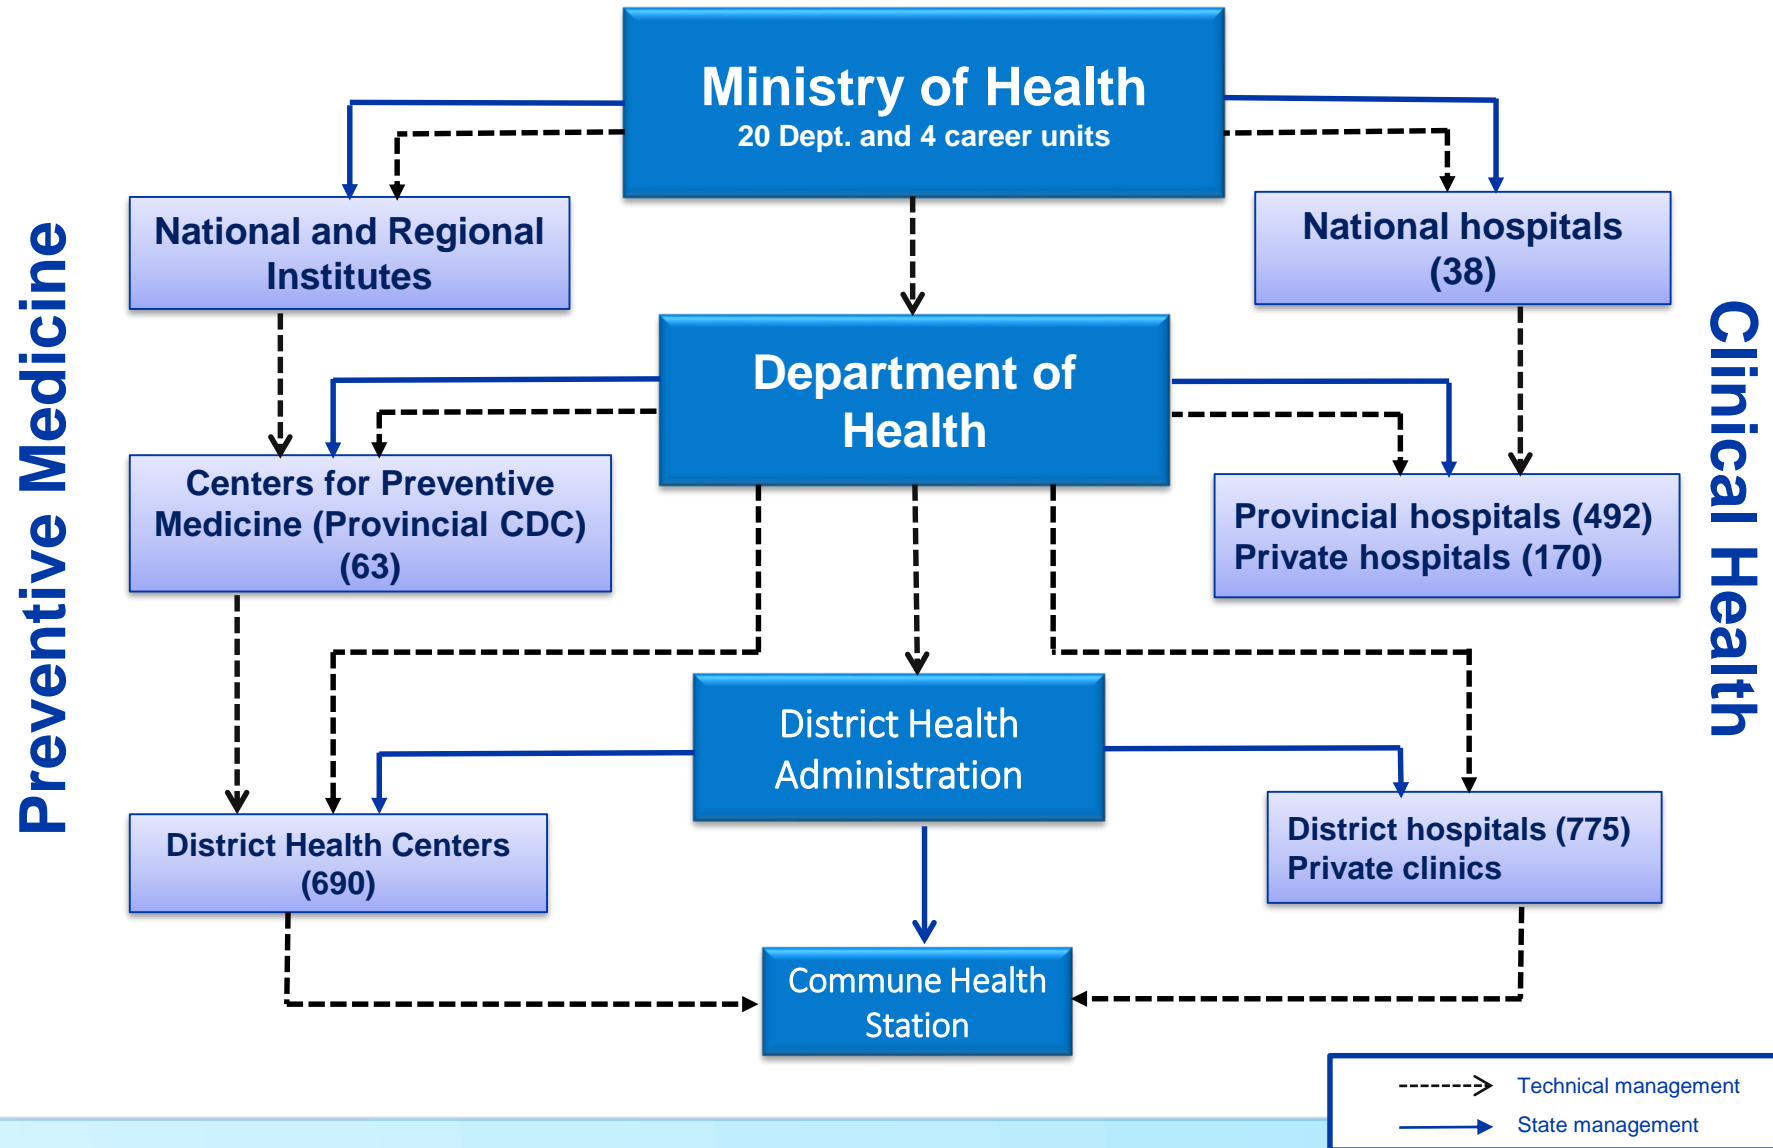 Ministry of Health
20 Dept. and 4 career units
National and Regional
Institutes
National hospitals
(38)
Preventive Medicine
Clinical Health
Department of
Health
Centers for Preventive
Medicine (Provincial CDC)
(63)
Provincial hospitals (492)
Private hospitals (170)
District Health
Administration
District Health Centers
(690)
District hospitals (775)
Private clinics
Commune Health
Station
Technical management
State management